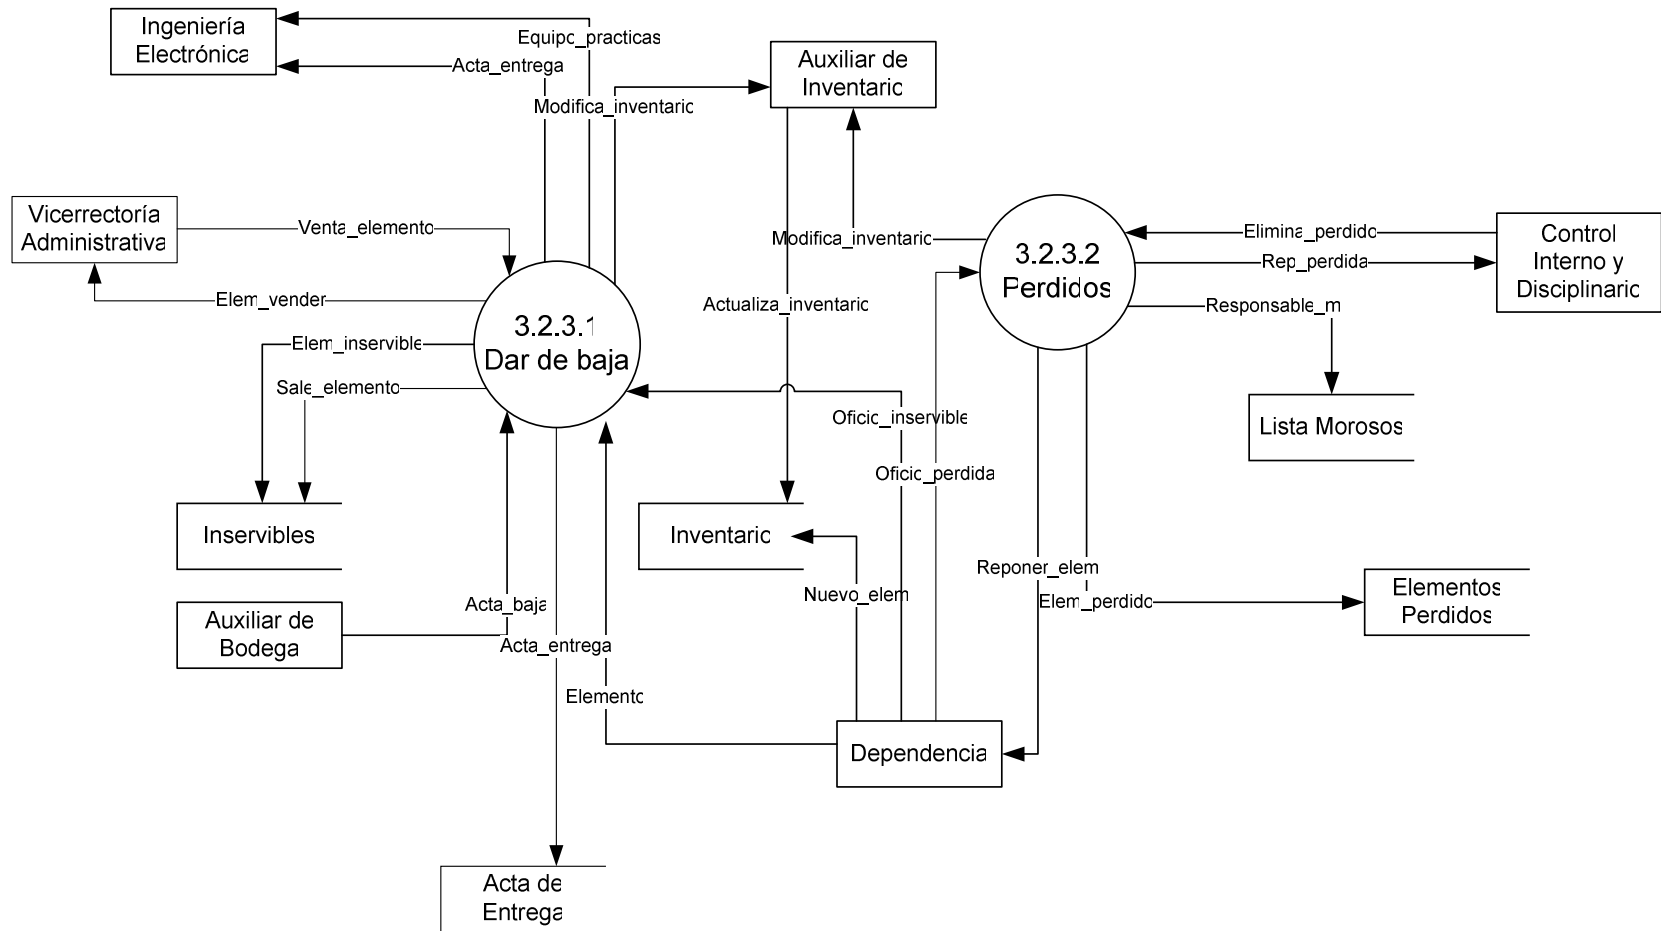 Ingeniería
Electrónica
Equipo_practicas
Acta_entrega
Modifica_inventario
Auxiliar de
Inventario
Vicerrectoría
Administrativa
Venta_elemento
Elem_vender
Elem_inservible
Sale_elemento
3.2.3.1
Dar de baja
Modifica_inventario
Actualiza_inventario
3.2.3.2
Perdidos
Elimina_perdido
Rep_perdida
Responsable_m
Control
Interno y
Disciplinario
Lista Morosos
Oficio_inservible
Oficio_perdida
Inservibles
Inventario
Auxiliar de
Bodega
Acta_baja
Acta_entrega
Elemento
Nuevo_elem
Reponer_elem
Elem_perdido
Elementos
Perdidos
Dependencia
Acta de
Entrega